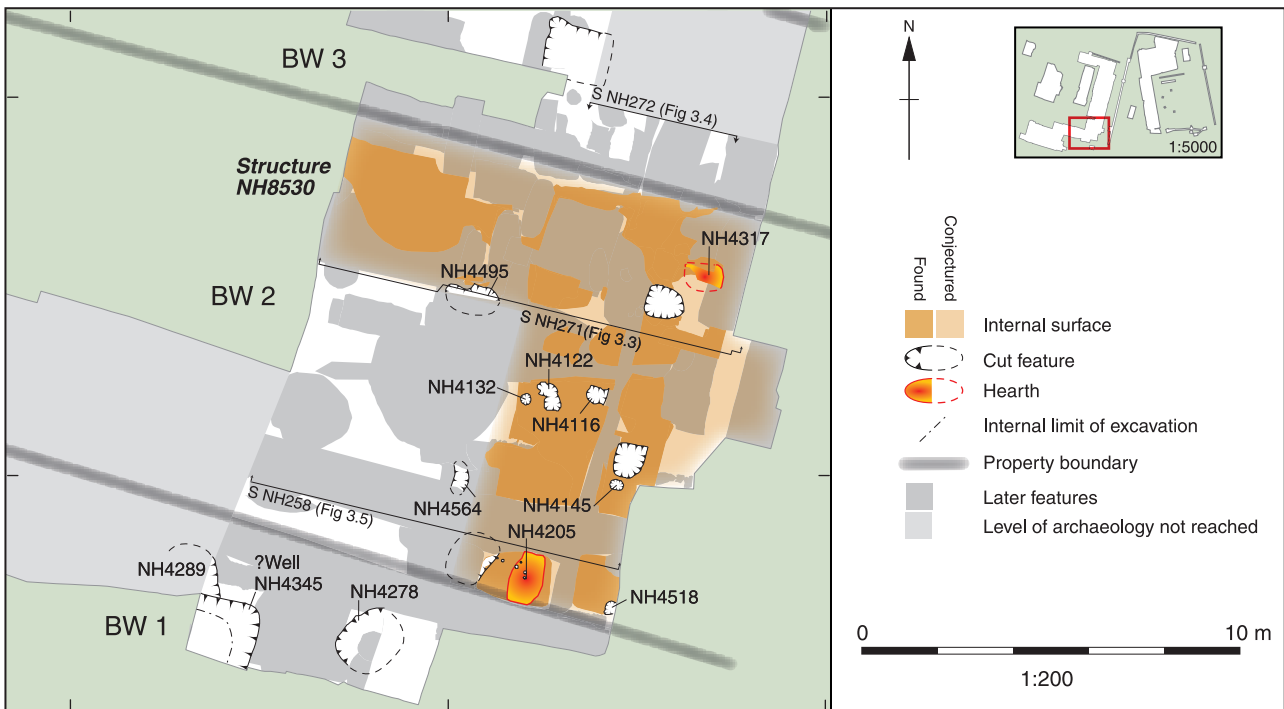 BW 3
S NH272 (Fig 3.4)
Structure
NH8530
NH4317
NH4495
BW 2
S NH271(Fig 3.3)
NH4122
NH4132
NH4116
NH4564
NH4145
S NH258 (Fig 3.5)
NH4205
NH4289
?Well
NH4345
NH4278
NH4518
BW 1
N
1:5000
Found
Conjectured
Internal surface
Cut feature
Hearth
Internal limit of excavation
Property boundary
Later features
Level of archaeology not reached
0
10 m
1:200